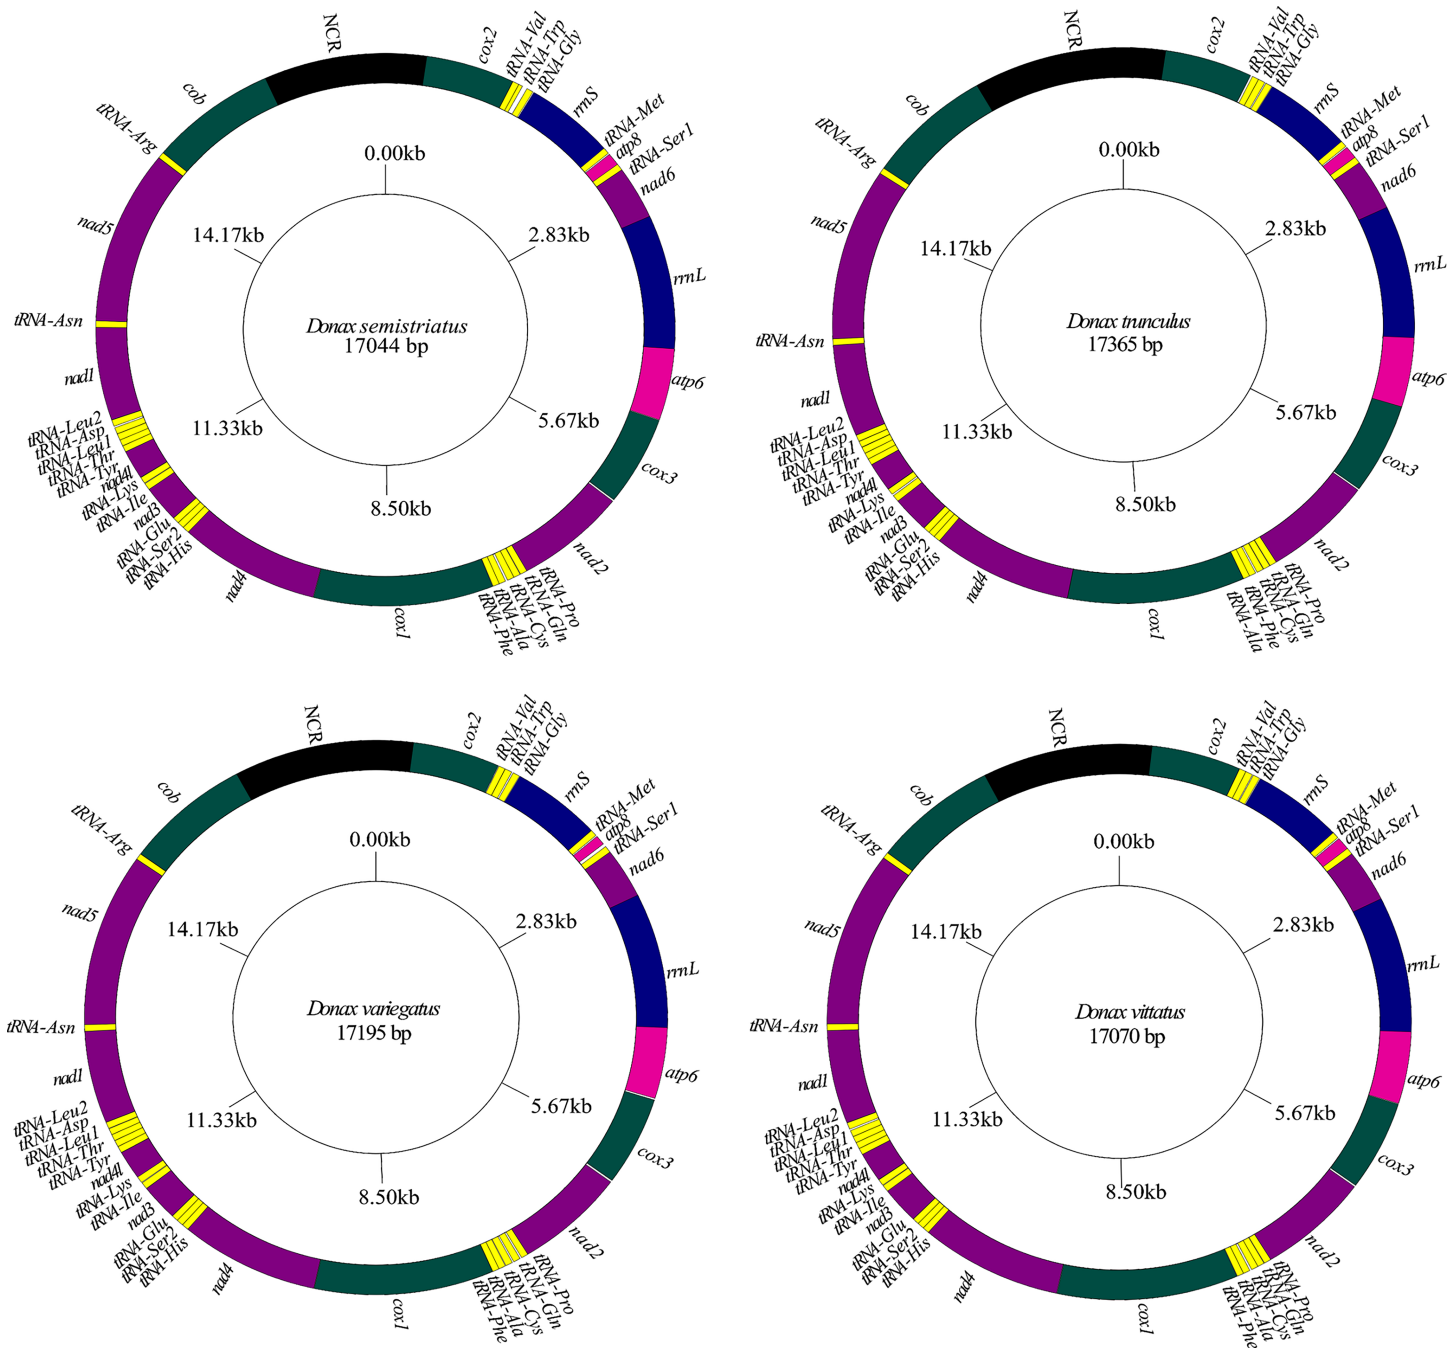 NCR
cox2
tRNA-Val
tRNA-Trp
tRNA-Gly
rrnS
tRNA-Met
atp8
tRNA-Ser1
nad6
rrnL
atp6
cox3
nad2
tRNA-Pro
tRNA-Gln
tRNA-Cys
tRNA-Ala
tRNA-Phe
cox1
nad4
tRNA-His
tRNA-Ser2
tRNA-Glu
nad3
tRNA-Ile
tRNA-Lys
nad4l
tRNA-Tyr
tRNA-Thr
tRNA-Leu1
tRNA-Asp
tRNA-Leu2
nad1
tRNA-Asn
nad5
tRNA-Arg
cob
0.00kb
2.83kb
5.67kb
8.50kb
11.33kb
14.17kb
Donax semistriatus
17044 bp
NCR
cox2
tRNA-Val
tRNA-Trp
tRNA-Gly
rrnS
tRNA-Met
atp8
tRNA-Ser1
nad6
rrnL
atp6
cox3
nad2
tRNA-Pro
tRNA-Gln
tRNA-Cys
tRNA-Phe
tRNA-Ala
cox1
nad4
tRNA-His
tRNA-Ser2
tRNA-Glu
nad3
tRNA-Ile
tRNA-Lys
nad4l
tRNA-Tyr
tRNA-Thr
tRNA-Leu1
tRNA-Asp
tRNA-Leu2
nad1
tRNA-Asn
nad5
tRNA-Arg
cob
0.00kb
2.83kb
5.67kb
8.50kb
11.33kb
14.17kb
Donax trunculus
17365 bp
NCR
cox2
tRNA-Val
tRNA-Trp
tRNA-Gly
rrnS
tRNA-Met
atp8
tRNA-Ser1
nad6
rrnL
atp6
cox3
nad2
tRNA-Pro
tRNA-Gln
tRNA-Cys
tRNA-Ala
tRNA-Phe
cox1
nad4
tRNA-His
tRNA-Ser2
tRNA-Glu
nad3
tRNA-Ile
tRNA-Lys
nad4l
tRNA-Tyr
tRNA-Thr
tRNA-Leu1
tRNA-Asp
tRNA-Leu2
nad1
tRNA-Asn
nad5
tRNA-Arg
cob
0.00kb
2.83kb
5.67kb
8.50kb
11.33kb
14.17kb
Donax variegatus
17195 bp
NCR
cox2
tRNA-Val
tRNA-Trp
tRNA-Gly
rrnS
tRNA-Met
atp8
tRNA-Ser1
nad6
rrnL
atp6
cox3
nad2
tRNA-Pro
tRNA-Gln
tRNA-Cys
tRNA-Ala
tRNA-Phe
cox1
nad4
tRNA-His
tRNA-Ser2
tRNA-Glu
nad3
tRNA-Ile
tRNA-Lys
nad4l
tRNA-Tyr
tRNA-Thr
tRNA-Leu1
tRNA-Asp
tRNA-Leu2
nad1
tRNA-Asn
nad5
tRNA-Arg
cob
0.00kb
2.83kb
5.67kb
8.50kb
11.33kb
14.17kb
Donax vittatus
17070 bp